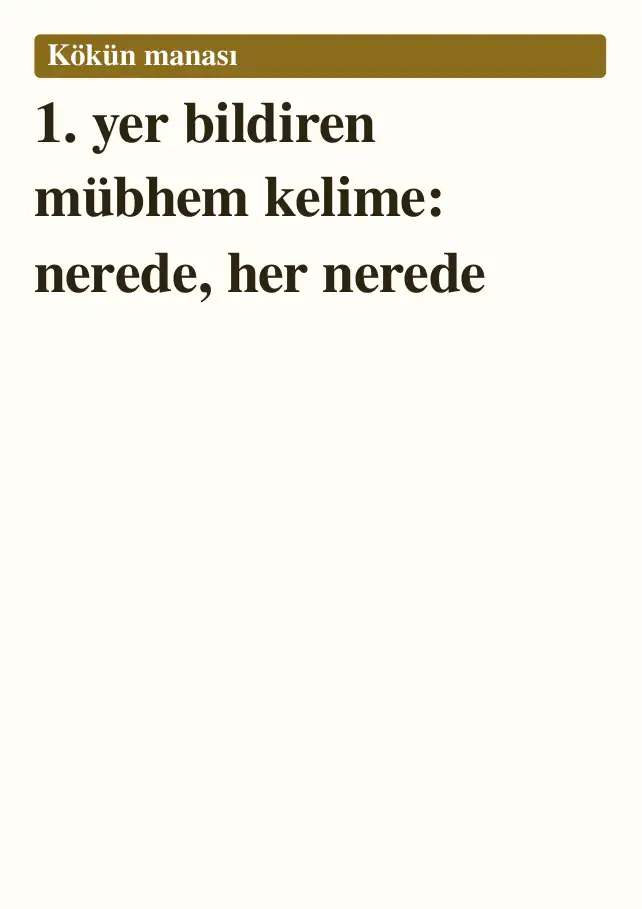 Kökün manası
1. yer bildiren
mübhem kelime:
nerede, her nerede